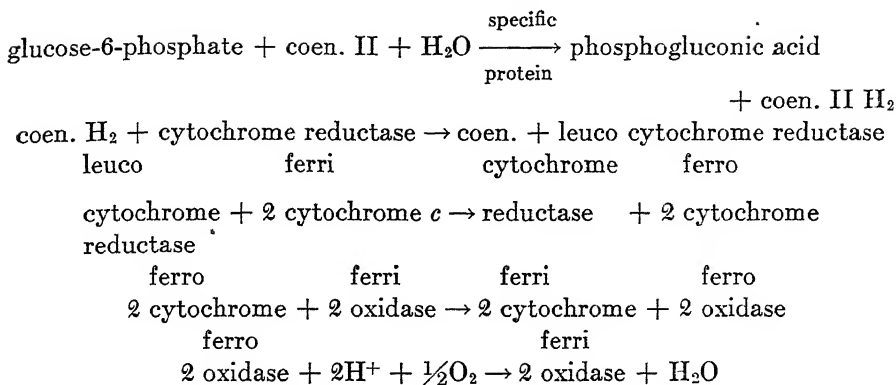 specific
glucose-6-phosphate + coen. II + H₂O ⟶ phosphogluconic acid
protein
+ coen. II H₂
coen. H₂ + cytochrome reductase → coen. + leuco cytochrome reductase
leuco ferri cytochrome ferro
cytochrome + 2 cytochrome c → reductase + 2 cytochrome
reductase
ferro ferri ferri ferro
2 cytochrome + 2 oxidase → 2 cytochrome + 2 oxidase
ferro ferri
2 oxidase + 2H⁺ + ½O₂ → 2 oxidase + H₂O